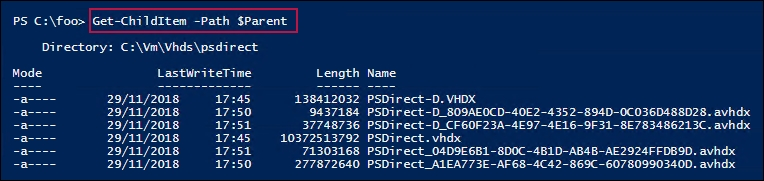 PS C:\foo> Get-ChildItem -Path $Parent
Directory: C:\Vm\Vhds\psdirect
Mode LastWriteTime Length Name
---- ------------- ------ ----
-a---- 29/11/2018 17:45 138412032 PSDirect-D.VHDX
-a---- 29/11/2018 17:50 9437184 PSDirect-D_809AE0CD-40E2-4352-894D-0C036D488D28.avhdx
-a---- 29/11/2018 17:51 37748736 PSDirect-D_CF60F23A-4E97-4E16-9F31-8E783486213C.avhdx
-a---- 29/11/2018 17:45 10372513792 PSDirect.vhdx
-a---- 29/11/2018 17:51 71303168 PSDirect_04D9E6B1-8D0C-4B1D-AB4B-AE2924FFDB9D.avhdx
-a---- 29/11/2018 17:50 277872640 PSDirect_A1EA773E-AF68-4C42-869C-60780990340D.avhdx